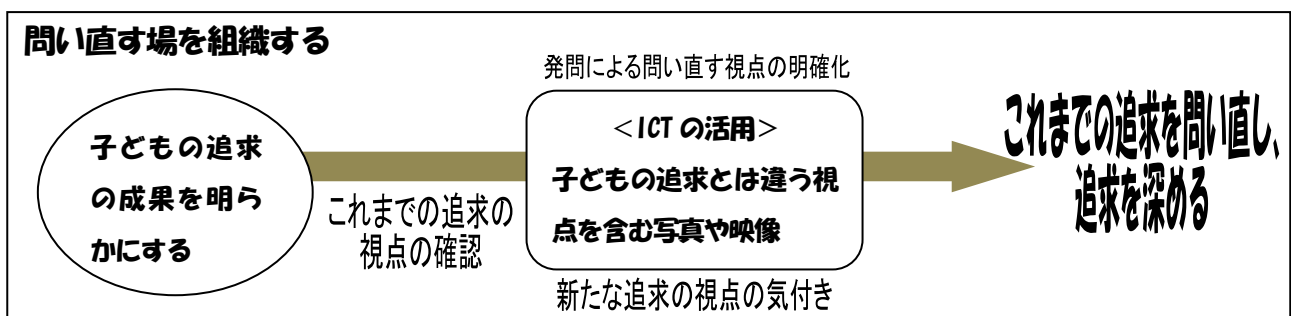 問い直す場を組織する
子どもの追求
の成果を明ら
かにする
これまでの追求の
視点の確認
発問による問い直す視点の明確化
＜ICTの活用＞
子どもの追求とは違う視
点を含む写真や映像
新たな追求の視点の気付き
これまでの追求を問い直し、
追求を深める